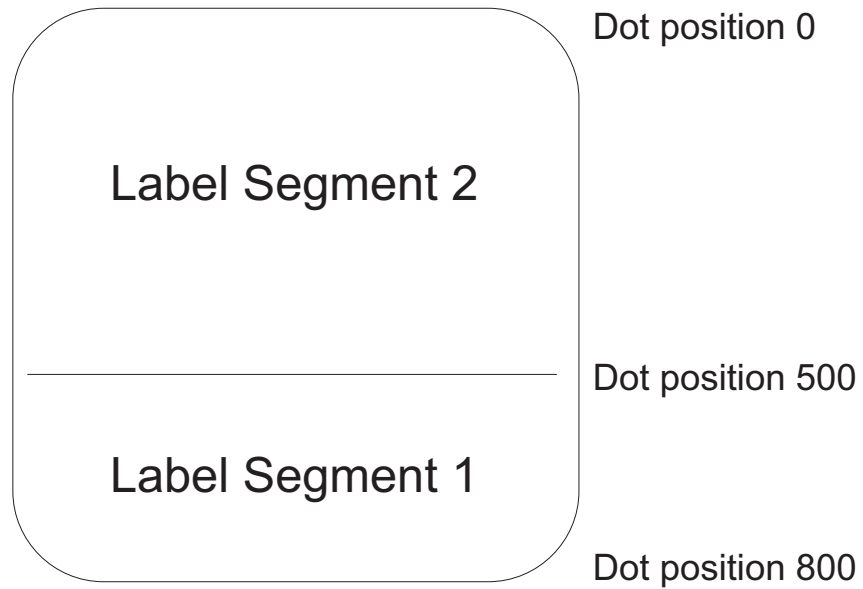 Dot position 0
Label Segment 2
Dot position 500
Label Segment 1
Dot position 800